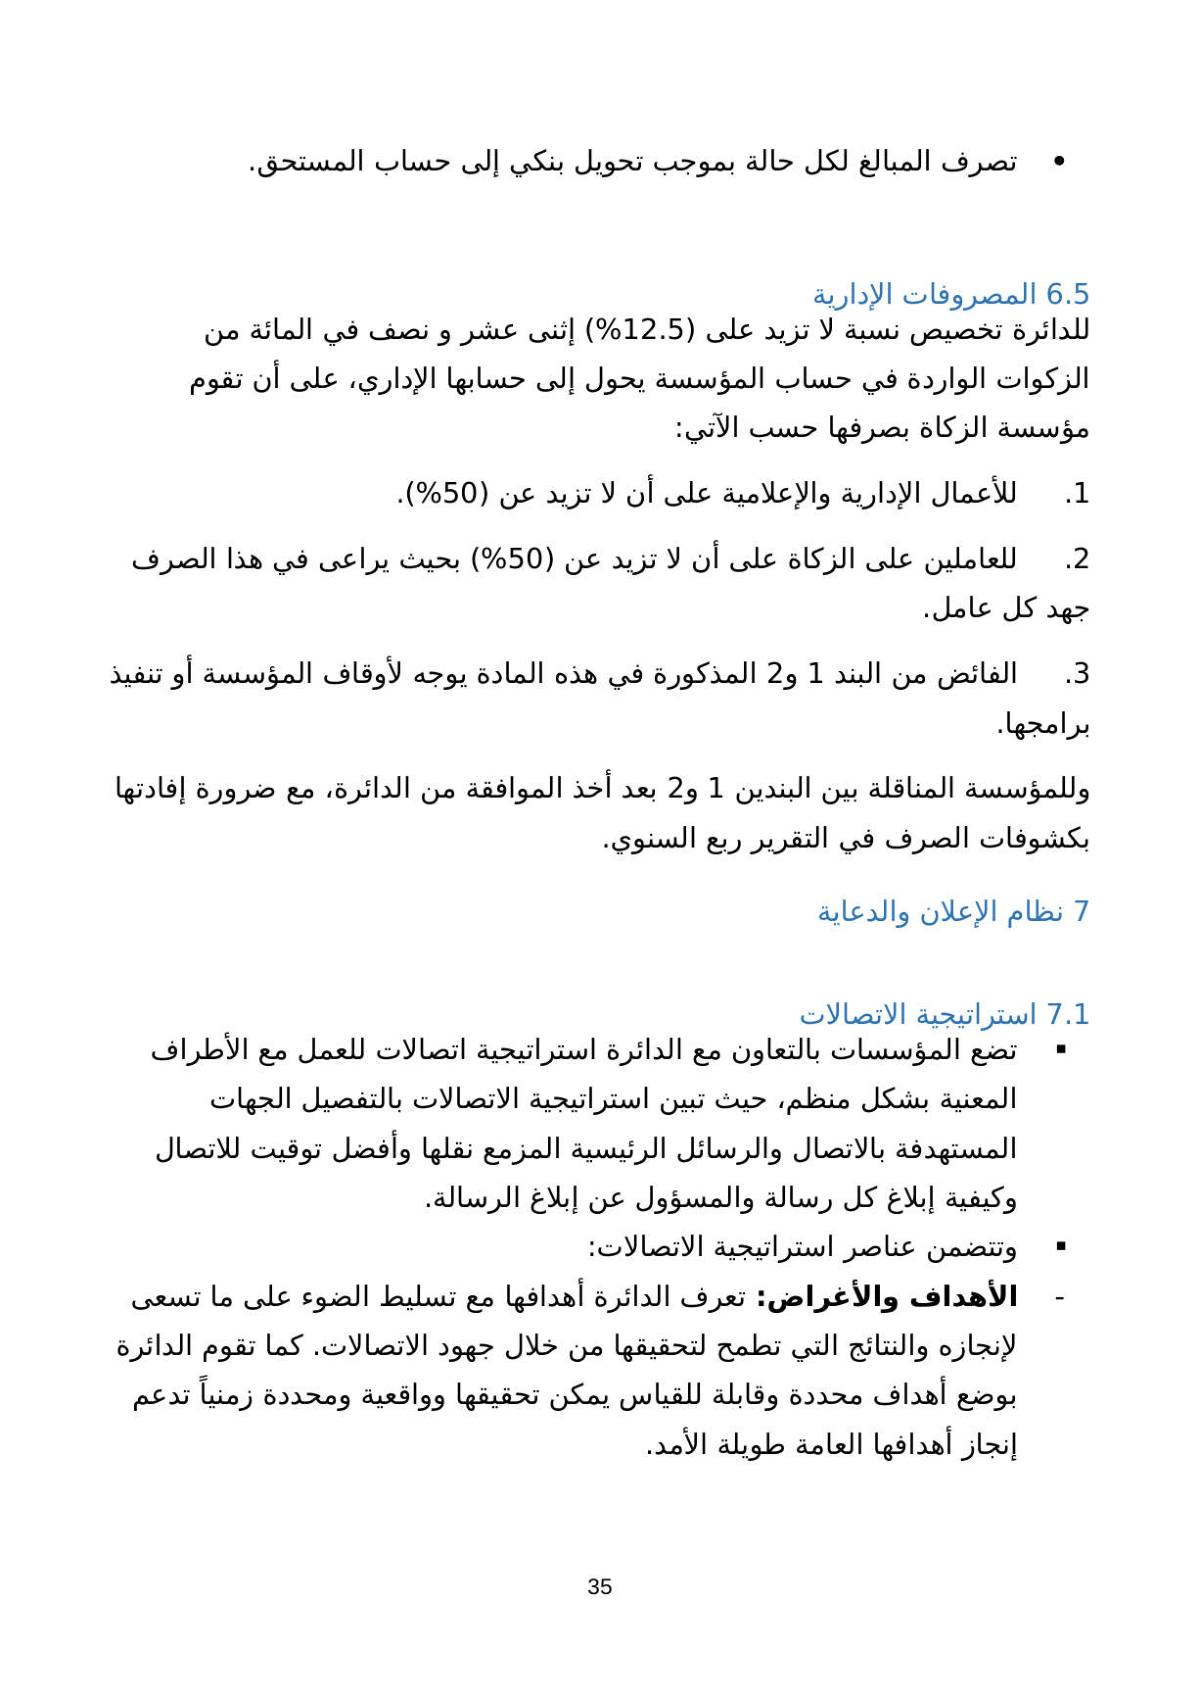 • تصرف المبالغ لكل حالة بموجب تحويل بنكي إلى حساب المستحق.
6.5 المصروفات الإدارية
للدائرة تخصيص نسبة لا تزيد على (12.5%) إثنى عشر و نصف في المائة من
الزكوات الواردة في حساب المؤسسة يحول إلى حسابها الإداري، على أن تقوم
مؤسسة الزكاة بصرفها حسب الآتي:
1. للأعمال الإدارية والإعلامية على أن لا تزيد عن (50%).
2. للعاملين على الزكاة على أن لا تزيد عن (50%) بحيث يراعى في هذا الصرف
جهد كل عامل.
3. الفائض من البند 1 و2 المذكورة في هذه المادة يوجه لأوقاف المؤسسة أو تنفيذ
برامجها.
وللمؤسسة المناقلة بين البندين 1 و2 بعد أخذ الموافقة من الدائرة، مع ضرورة إفادتها
بكشوفات الصرف في التقرير ربع السنوي.
7 نظام الإعلان والدعاية
7.1 استراتيجية الاتصالات
▪ تضع المؤسسات بالتعاون مع الدائرة استراتيجية اتصالات للعمل مع الأطراف
المعنية بشكل منظم، حيث تبين استراتيجية الاتصالات بالتفصيل الجهات
المستهدفة بالاتصال والرسائل الرئيسية المزمع نقلها وأفضل توقيت للاتصال
وكيفية إبلاغ كل رسالة والمسؤول عن إبلاغ الرسالة.
▪ وتتضمن عناصر استراتيجية الاتصالات:
- الأهداف والأغراض: تعرف الدائرة أهدافها مع تسليط الضوء على ما تسعى
لإنجازه والنتائج التي تطمح لتحقيقها من خلال جهود الاتصالات. كما تقوم الدائرة
بوضع أهداف محددة وقابلة للقياس يمكن تحقيقها وواقعية ومحددة زمنياً تدعم
إنجاز أهدافها العامة طويلة الأمد.
35